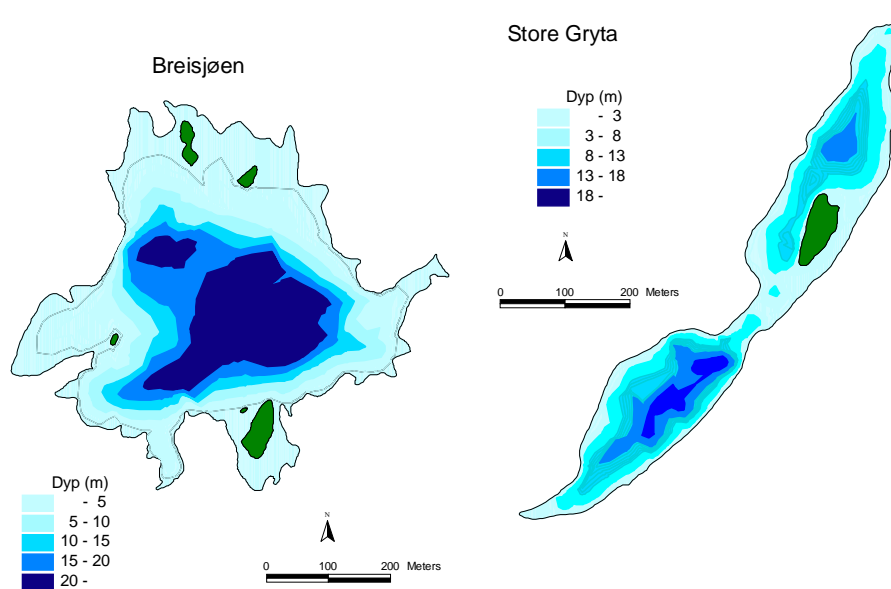 Store Gryta
Breisjøen
Dyp (m)
- 3
3 - 8
8 - 13
13 - 18
18 -
N
0 100 200 Meters
Dyp (m)
- 5
5 - 10
10 - 15
15 - 20
20 -
N
0 100 200 Meters